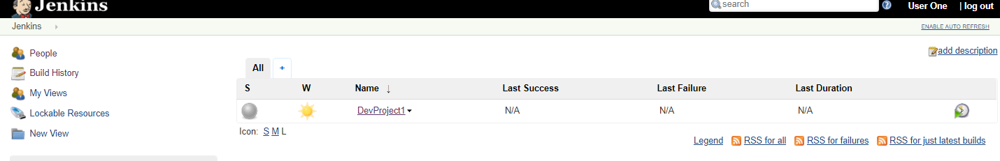 Jenkins
search
User One | log out
Jenkins
ENABLE AUTO REFRESH
People
Build History
My Views
Lockable Resources
New View
add description
All +
S W Name ↓ Last Success Last Failure Last Duration
DevProject1 N/A N/A N/A
Icon: S M L
Legend RSS for all RSS for failures RSS for just latest builds